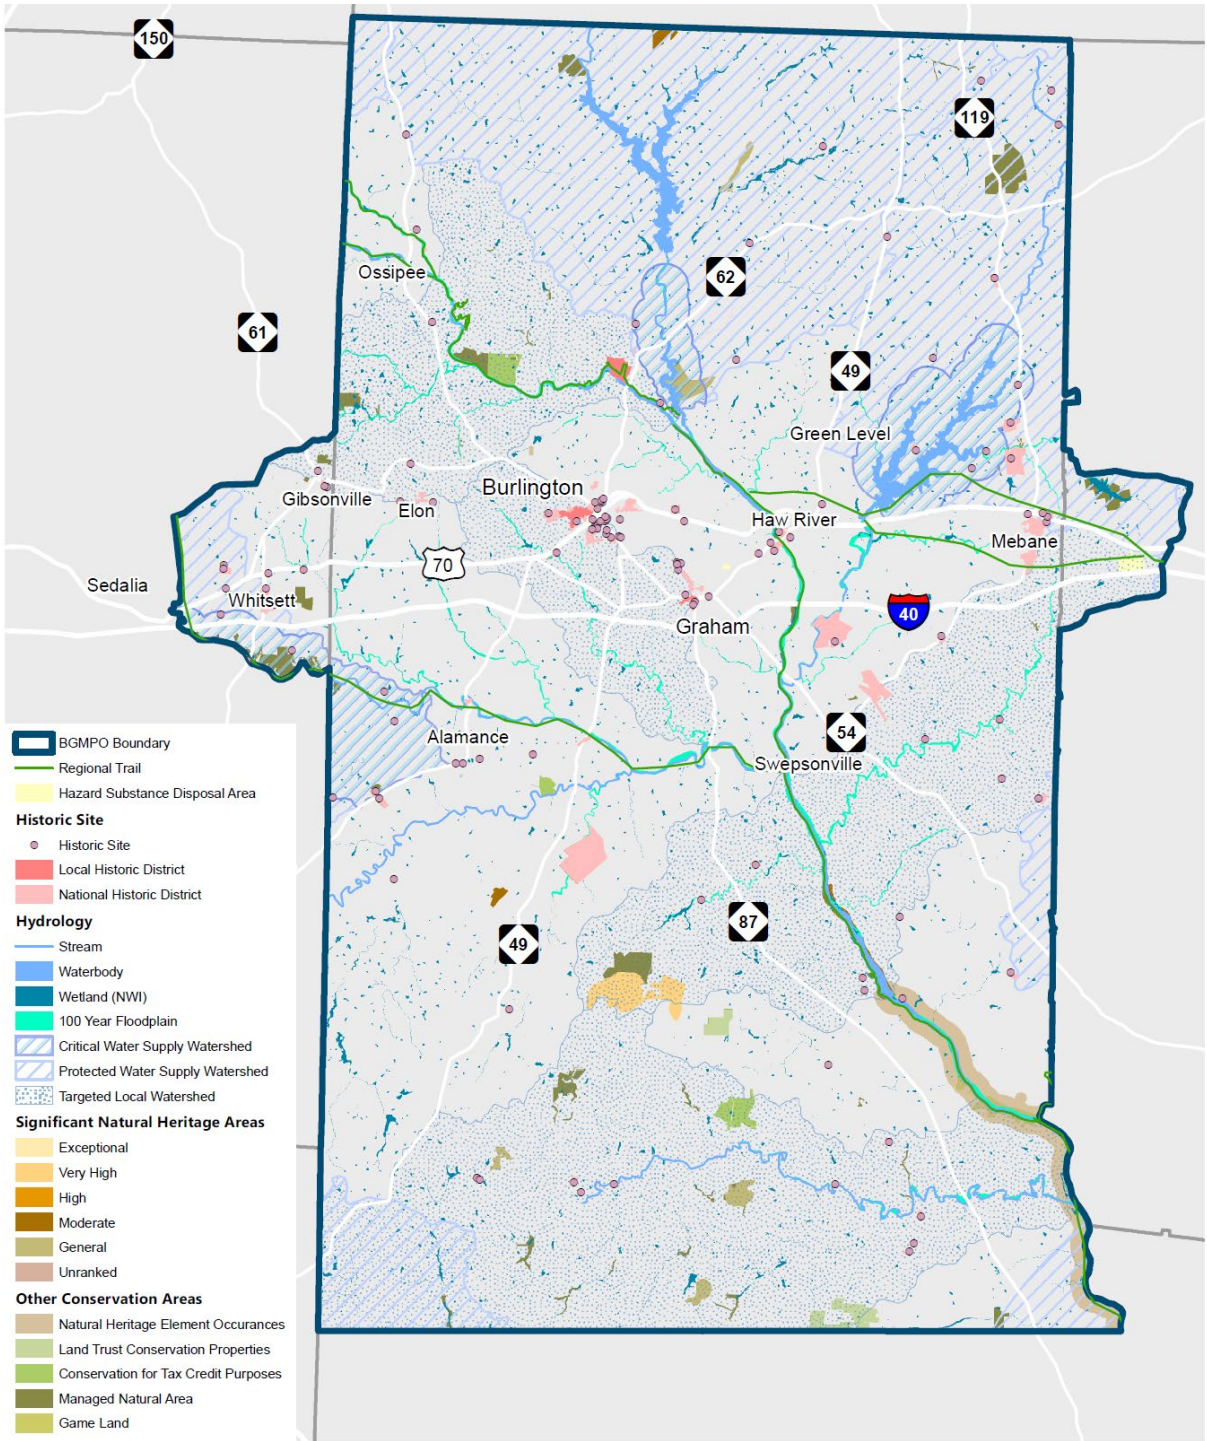 150
119
Ossipee
62
61
49
Green Level
Burlington
Gibsonville
Elon
Haw River
Mebane
70
Sedalia
Whitsett
40
Graham
54
Alamance
Swepsonville
87
49
BGMPO Boundary
Regional Trail
Hazard Substance Disposal Area
Historic Site
Historic Site
Local Historic District
National Historic District
Hydrology
Stream
Waterbody
Wetland (NWI)
100 Year Floodplain
Critical Water Supply Watershed
Protected Water Supply Watershed
Targeted Local Watershed
Significant Natural Heritage Areas
Exceptional
Very High
High
Moderate
General
Unranked
Other Conservation Areas
Natural Heritage Element Occurances
Land Trust Conservation Properties
Conservation for Tax Credit Purposes
Managed Natural Area
Game Land